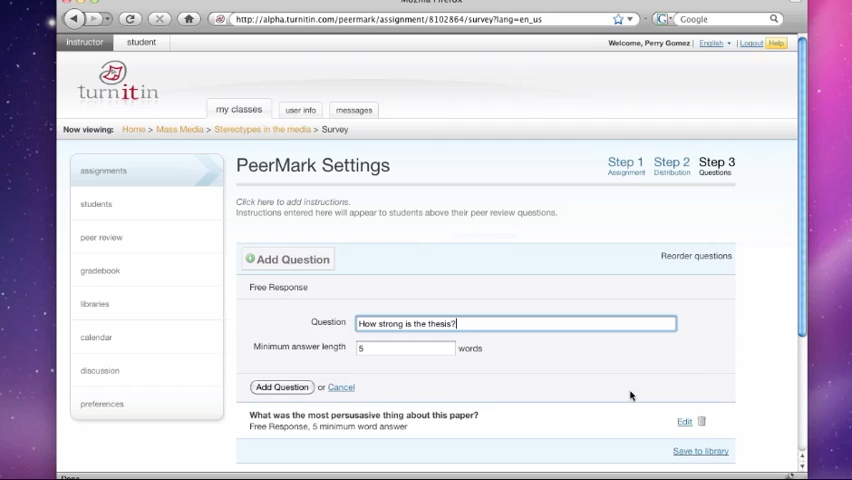 Mozilla Firefox
http://alpha.turnitin.com/peermark/assignment/8102864/survey?lang=en_us
Google
instructor student
Welcome, Perry Gomez | English | Logout Help
turnitin
my classes user info messages
Now viewing: Home > Mass Media > Stereotypes in the media > Survey
assignments
students
peer review
gradebook
libraries
calendar
discussion
preferences
PeerMark Settings
Step 1 Step 2 Step 3
Assignment Distribution Questions
Click here to add instructions.
Instructions entered here will appear to students above their peer review questions.
Add Question
Reorder questions
Free Response
Question How strong is the thesis?
Minimum answer length 5 words
Add Question or Cancel
What was the most persusasive thing about this paper?
Free Response, 5 minimum word answer
Edit
Save to library
Done